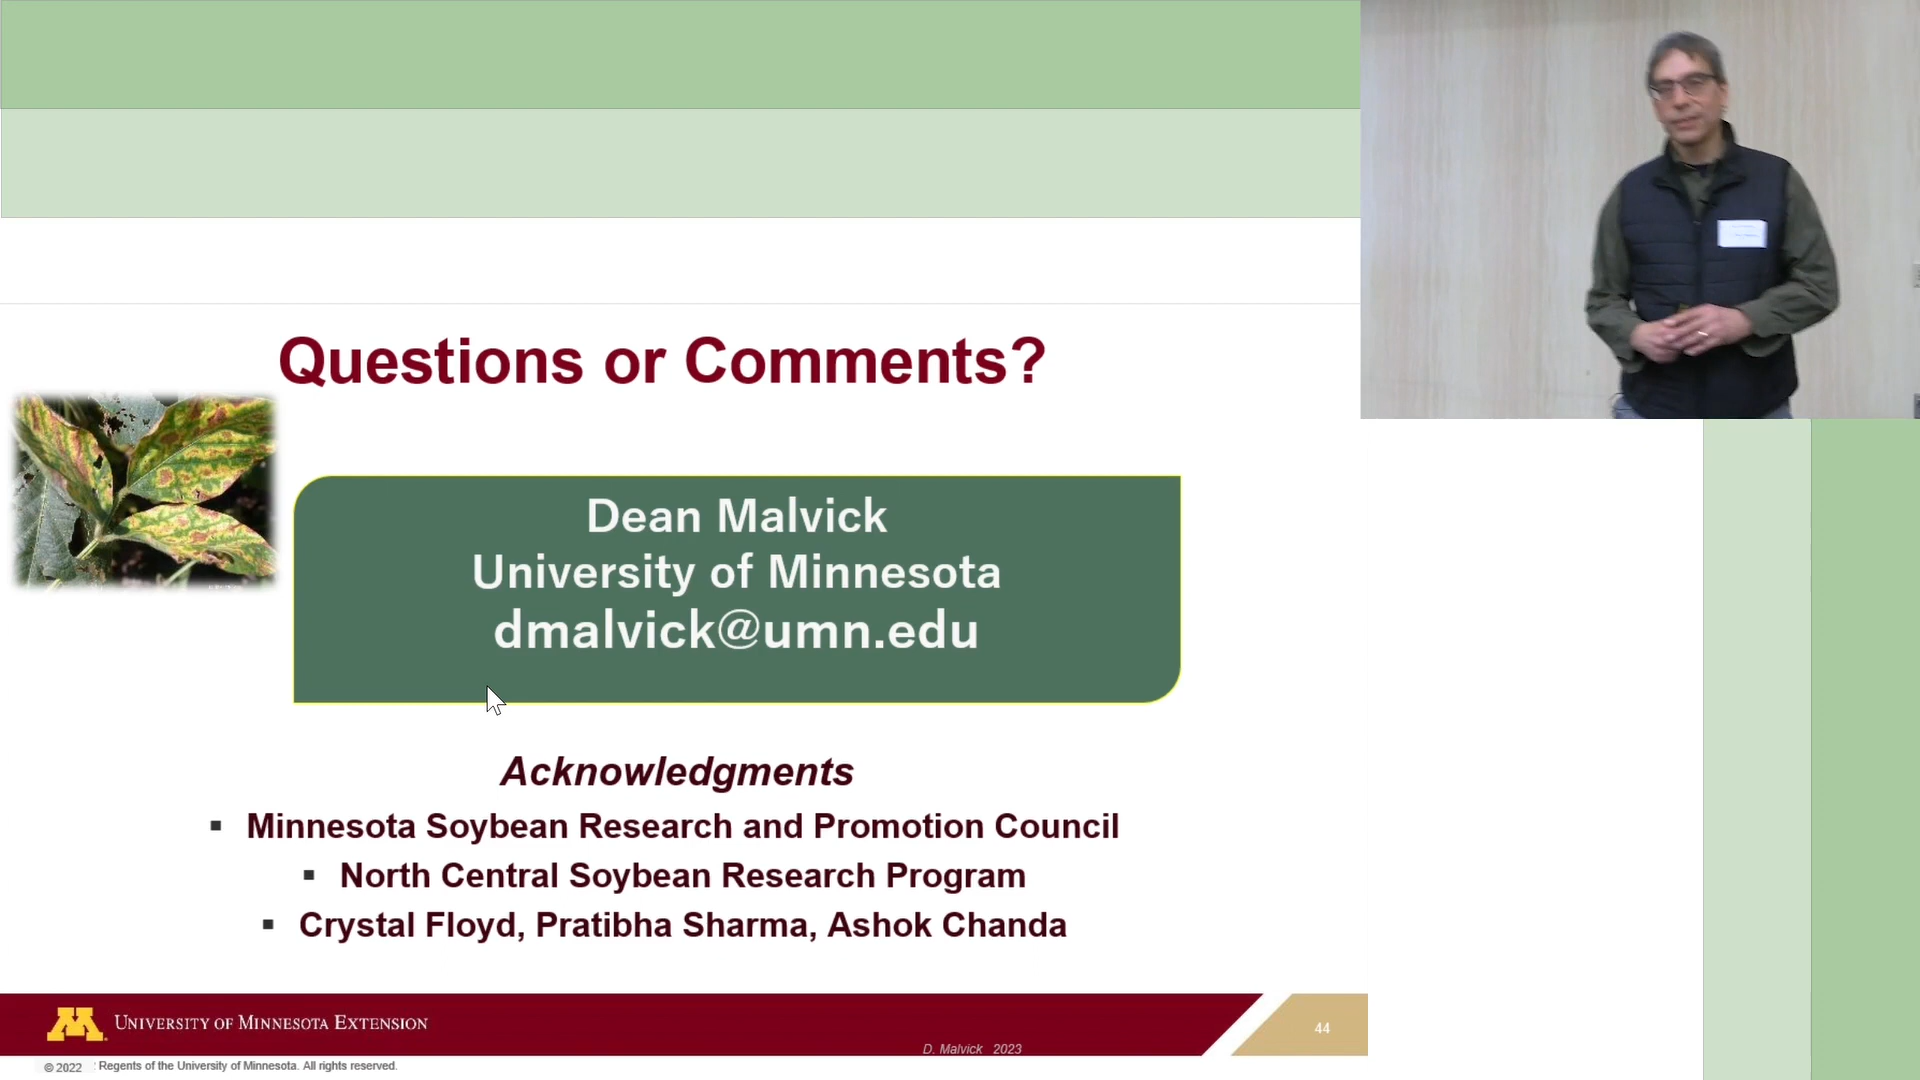 Questions or Comments?
Dean Malvick
University of Minnesota
dmalvick@umn.edu
Acknowledgments
▪ Minnesota Soybean Research and Promotion Council
▪ North Central Soybean Research Program
▪ Crystal Floyd, Pratibha Sharma, Ashok Chanda
M University of Minnesota Extension
44
D. Malvick 2023
© 2022 Regents of the University of Minnesota. All rights reserved.